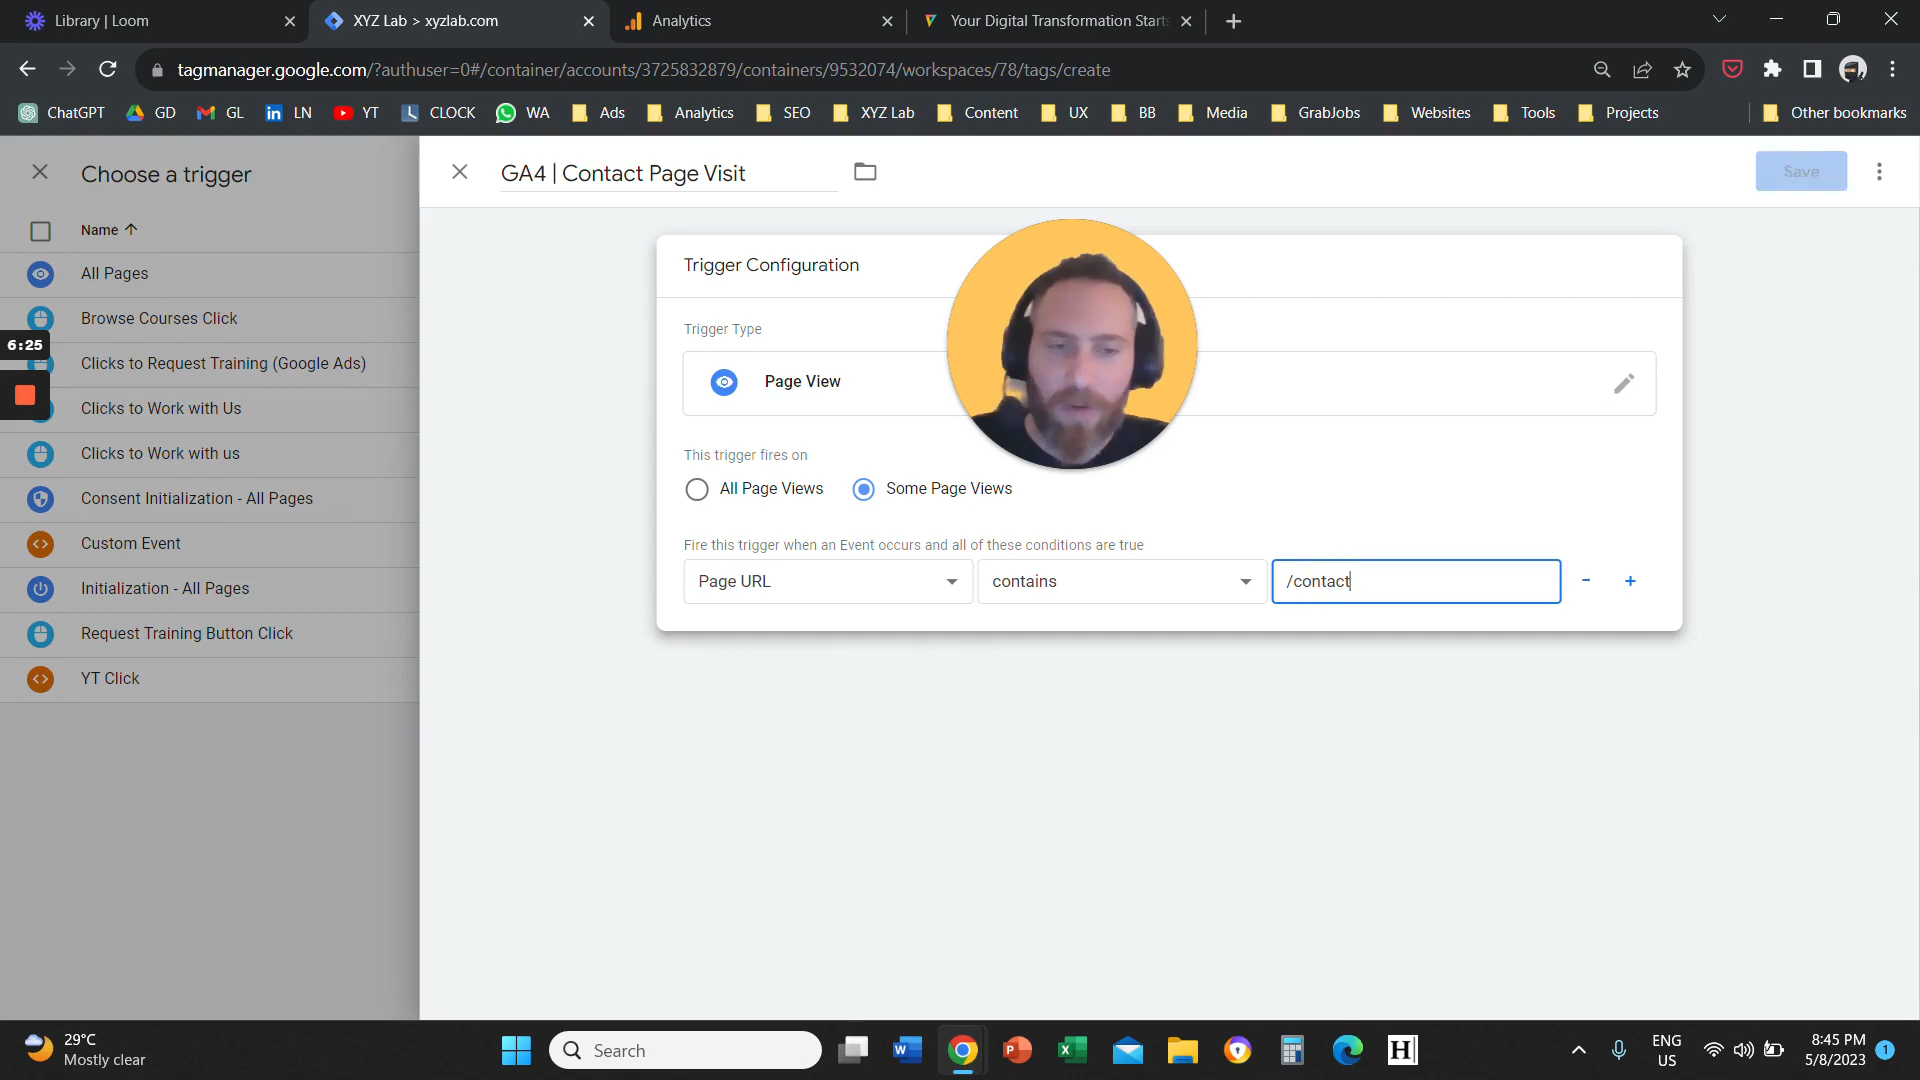 Library | Loom
XYZ Lab > xyzlab.com
Analytics
Your Digital Transformation Start
tagmanager.google.com/?authuser=0#/container/accounts/3725832879/containers/9532074/workspaces/78/tags/create
ChatGPT
GD
GL
LN
YT
CLOCK
WA
Ads
Analytics
SEO
XYZ Lab
Content
UX
BB
Media
GrabJobs
Websites
Tools
Projects
Other bookmarks
Choose a trigger
GA4 | Contact Page Visit
Save
Name
All Pages
Browse Courses Click
6:25
Clicks to Request Training (Google Ads)
Clicks to Work with Us
Clicks to Work with us
Consent Initialization - All Pages
Custom Event
Initialization - All Pages
Request Training Button Click
YT Click
Trigger Configuration
Trigger Type
Page View
This trigger fires on
All Page Views
Some Page Views
Fire this trigger when an Event occurs and all of these conditions are true
Page URL
contains
/contact
29°C
Mostly clear
Search
H
ENG
US
8:45 PM
5/8/2023
1